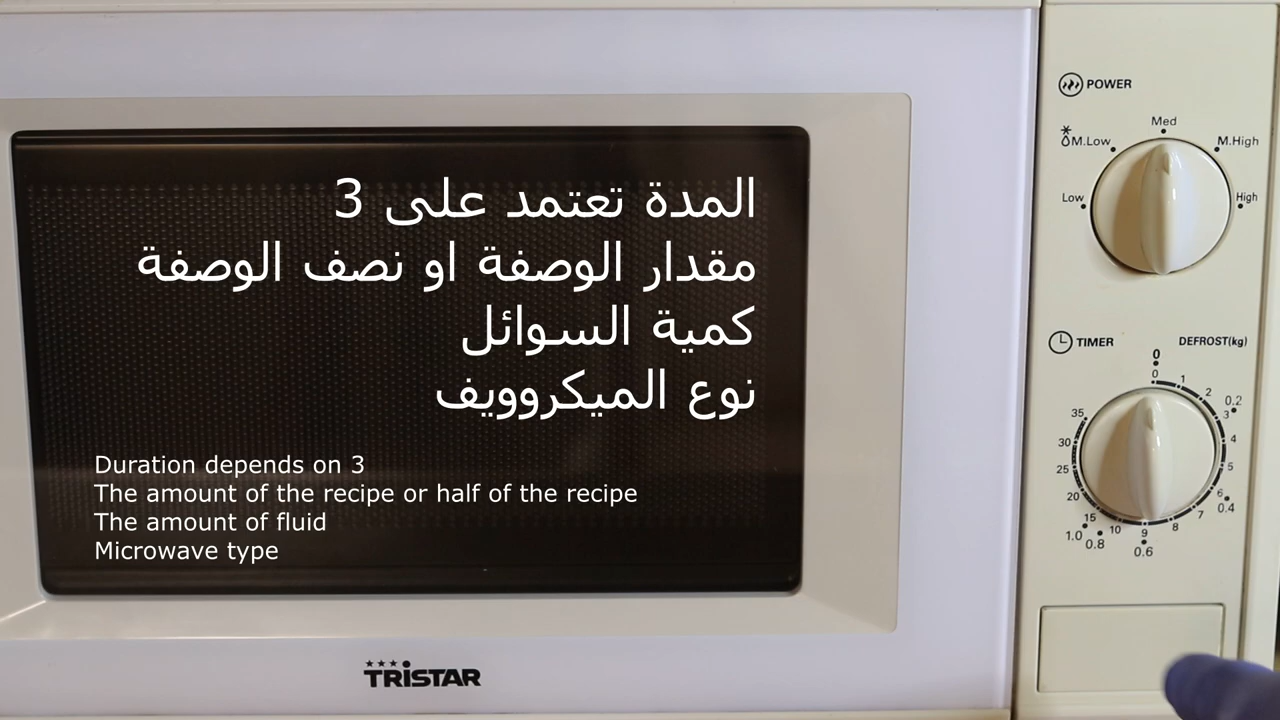 المدة تعتمد على 3
مقدار الوصفة او نصف الوصفة
كمية السوائل
نوع الميكروويف
Duration depends on 3
The amount of the recipe or half of the recipe
The amount of fluid
Microwave type
TRISTAR
POWER
Med
M.Low
M.High
Low
High
TIMER
DEFROST(kg)
0
0
1
2
0.2
3
4
5
6
0.4
7
8
9
0.6
10
15
0.8
1.0
20
25
30
35